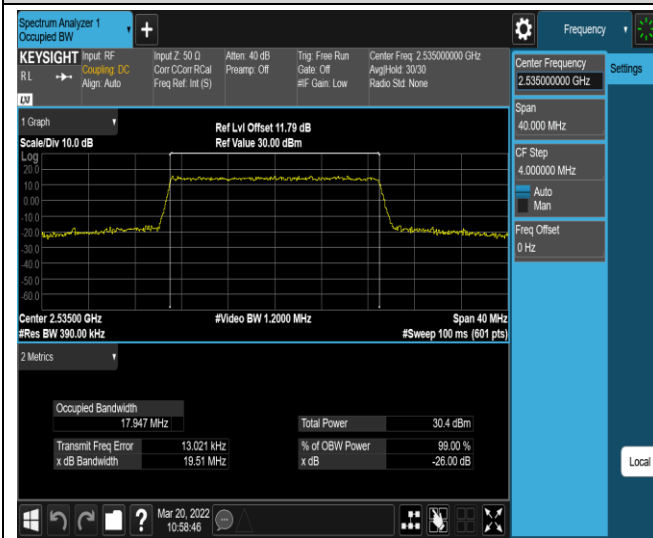 Spectrum Analyzer 1
Occupied BW
+
Frequency
KEYSIGHT
RL
LXI
Input: RF
Coupling: DC
Align: Auto
Input Z: 50 Ω
Corr CCorr RCal
Freq Ref: Int (S)
Atten: 40 dB
Preamp: Off
Trig: Free Run
Gate: Off
#IF Gain: Low
Center Freq: 2.535000000 GHz
Avg|Hold: 30/30
Radio Std: None
Center Frequency
2.535000000 GHz
Settings
Span
40.000 MHz
CF Step
4.000000 MHz
Auto
Man
Freq Offset
0 Hz
1 Graph
Scale/Div 10.0 dB
Ref Lvl Offset 11.79 dB
Ref Value 30.00 dBm
Log
20.0
10.0
0.00
-10.0
-20.0
-30.0
-40.0
-50.0
-60.0
Center 2.53500 GHz
#Res BW 390.00 kHz
#Video BW 1.2000 MHz
Span 40 MHz
#Sweep 100 ms (601 pts)
2 Metrics
Occupied Bandwidth
17.947 MHz
Total Power 30.4 dBm
Transmit Freq Error 13.021 kHz
% of OBW Power 99.00 %
x dB Bandwidth 19.51 MHz
x dB -26.00 dB
Local
?
Mar 20, 2022
10:58:46